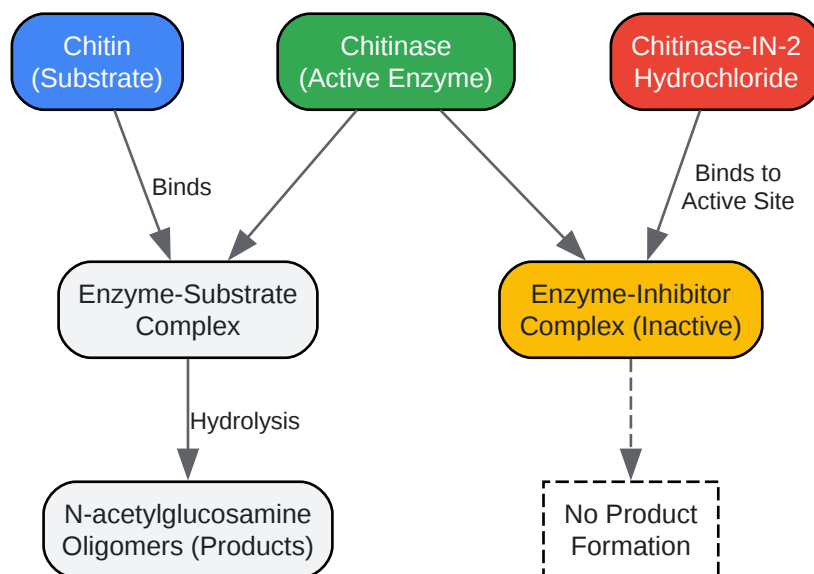 Chitin
(Substrate)
Chitinase
(Active Enzyme)
Chitinase-IN-2
Hydrochloride
Binds
Binds to
Active Site
Enzyme-Substrate
Complex
Enzyme-Inhibitor
Complex (Inactive)
Hydrolysis
N-acetylglucosamine
Oligomers (Products)
No Product
Formation